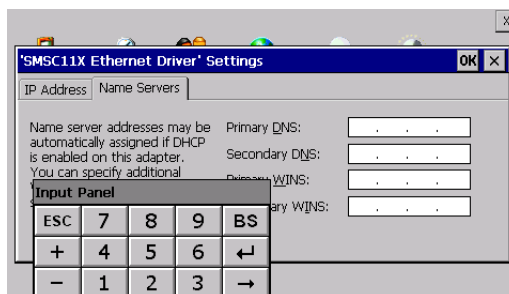 X
'SMSC11X Ethernet Driver' Settings OK ×
IP Address Name Servers
Name server addresses may be
automatically assigned if DHCP
is enabled on this adapter.
You can specify additional
Primary DNS: . . .
Secondary DNS: . . .
WINS: . . .
ary WINS: . . .
Input Panel
ESC 7 8 9 BS
+ 4 5 6 ↵
- 1 2 3 →